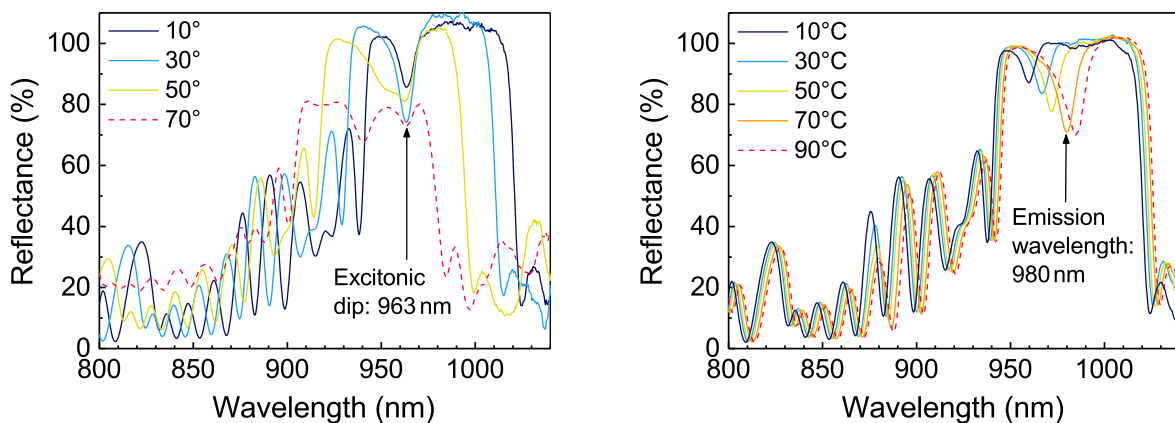 Reflectance (%)
100
80
60
40
20
0
10°
30°
50°
70°
Excitonic
dip: 963 nm
800 850 900 950 1000
Wavelength (nm)
Reflectance (%)
100
80
60
40
20
0
10°C
30°C
50°C
70°C
90°C
Emission
wavelength:
980 nm
800 850 900 950 1000
Wavelength (nm)